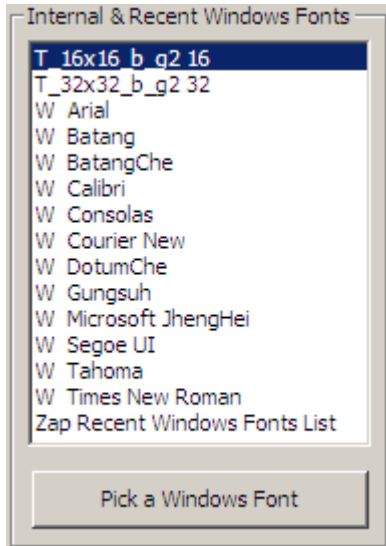 Internal & Recent Windows Fonts
T_16x16_b_g2 16
T_32x32_b_g2 32
W Arial
W Batang
W BatangChe
W Calibri
W Consolas
W Courier New
W DotumChe
W Gungsuh
W Microsoft JhengHei
W Segoe UI
W Tahoma
W Times New Roman
Zap Recent Windows Fonts List
Pick a Windows Font